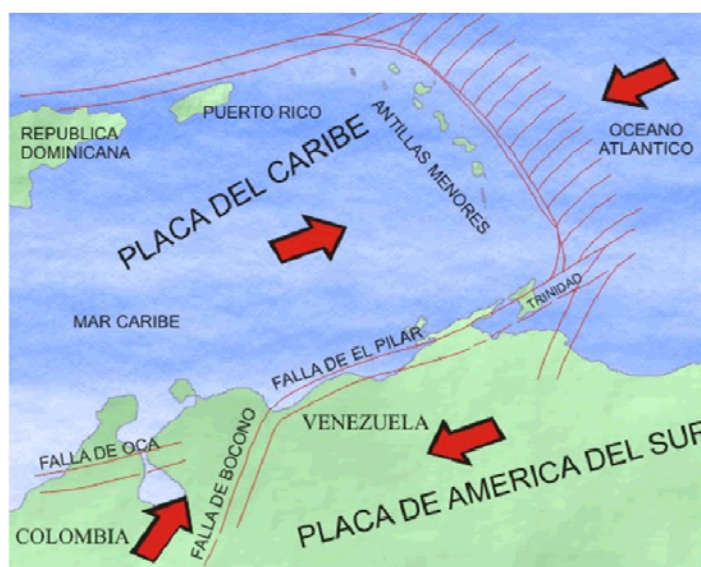 PUERTO RICO
REPUBLICA
DOMINICANA
ANTILLAS MENORES
OCEANO
ATLANTICO
PLACA DEL CARIBE
TRINIDAD
MAR CARIBE
FALLA DE EL PILAR
VENEZUELA
FALLA DE OCA
FALLA DE BOCONO
COLOMBIA
PLACA DE AMERICA DEL SUR